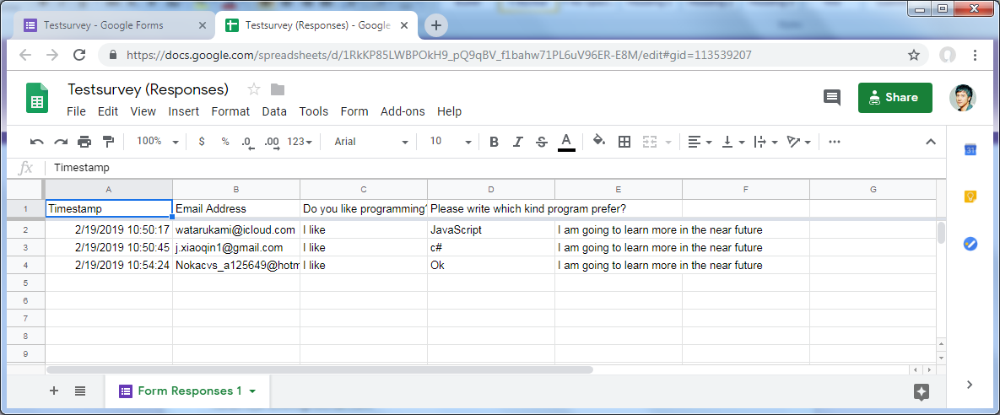 Testsurvey - Google Forms
Testsurvey (Responses) - Google
https://docs.google.com/spreadsheets/d/1RkKP85LWBPOkH9_pQ9qBV_f1bahw71PL6uV96ER-E8M/edit#gid=113539207
Testsurvey (Responses)
File Edit View Insert Format Data Tools Form Add-ons Help
Share
100% $ % .0 .00 123 Arial 10 B I S A
31
fx Timestamp
A B C D E F G
1 Timestamp Email Address Do you like programming? Please write which kind program prefer?
2 2/19/2019 10:50:17 watarukami@icloud.com I like JavaScript I am going to learn more in the near future
3 2/19/2019 10:50:45 j.xiaoqin1@gmail.com I like c# I am going to learn more in the near future
4 2/19/2019 10:54:24 Nokacvs_a125649@hotm I like Ok I am going to learn more in the near future
5
6
7
8
9
Form Responses 1